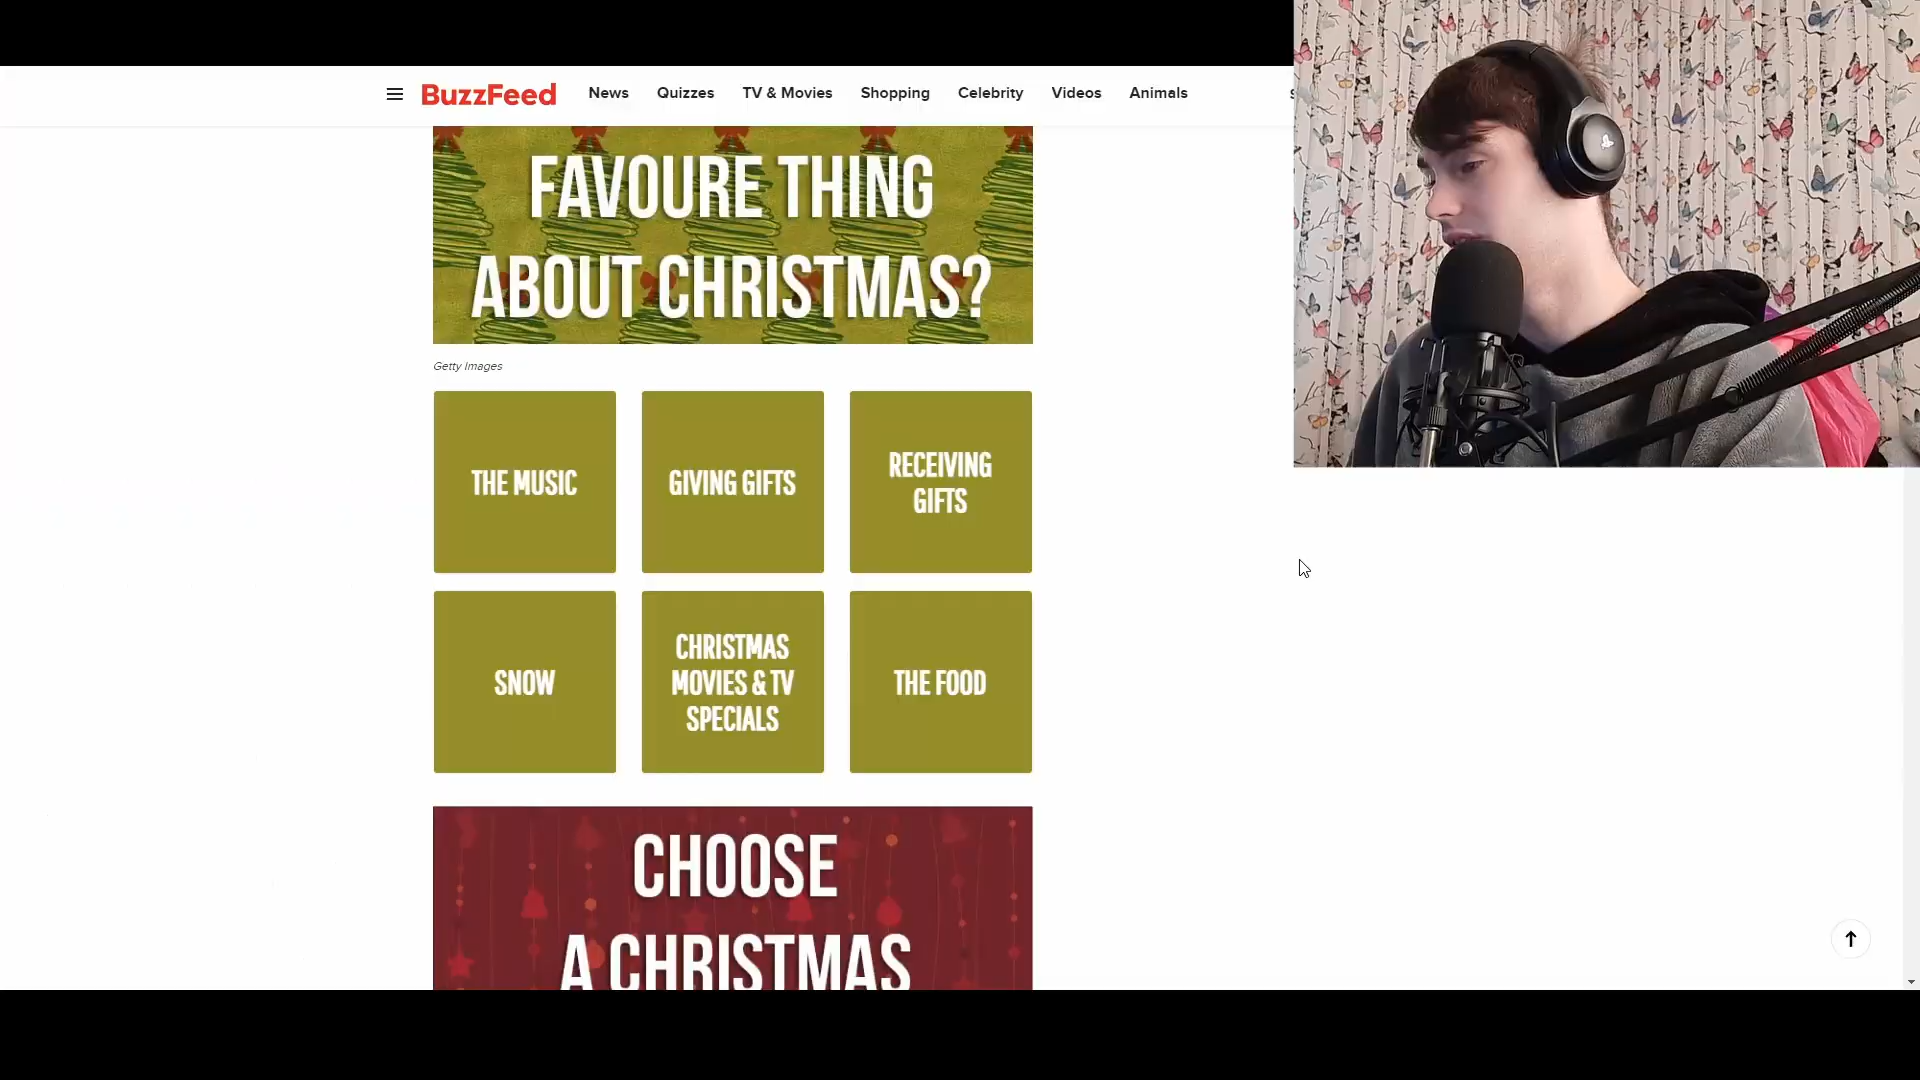 BuzzFeed
News
Quizzes
TV & Movies
Shopping
Celebrity
Videos
Animals
FAVOURE THING
ABOUT CHRISTMAS?
Getty Images
THE MUSIC
GIVING GIFTS
RECEIVING
GIFTS
SNOW
CHRISTMAS
MOVIES & TV
SPECIALS
THE FOOD
CHOOSE
A CHRISTMAS